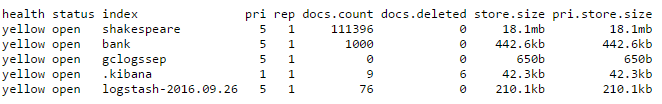 health status index pri rep docs.count docs.deleted store.size pri.store.size
yellow open shakespeare 5 1 111396 0 18.1mb 18.1mb
yellow open bank 5 1 1000 0 442.6kb 442.6kb
yellow open gclogssep 5 1 0 0 650b 650b
yellow open .kibana 1 1 9 6 42.3kb 42.3kb
yellow open logstash-2016.09.26 5 1 76 0 210.1kb 210.1kb